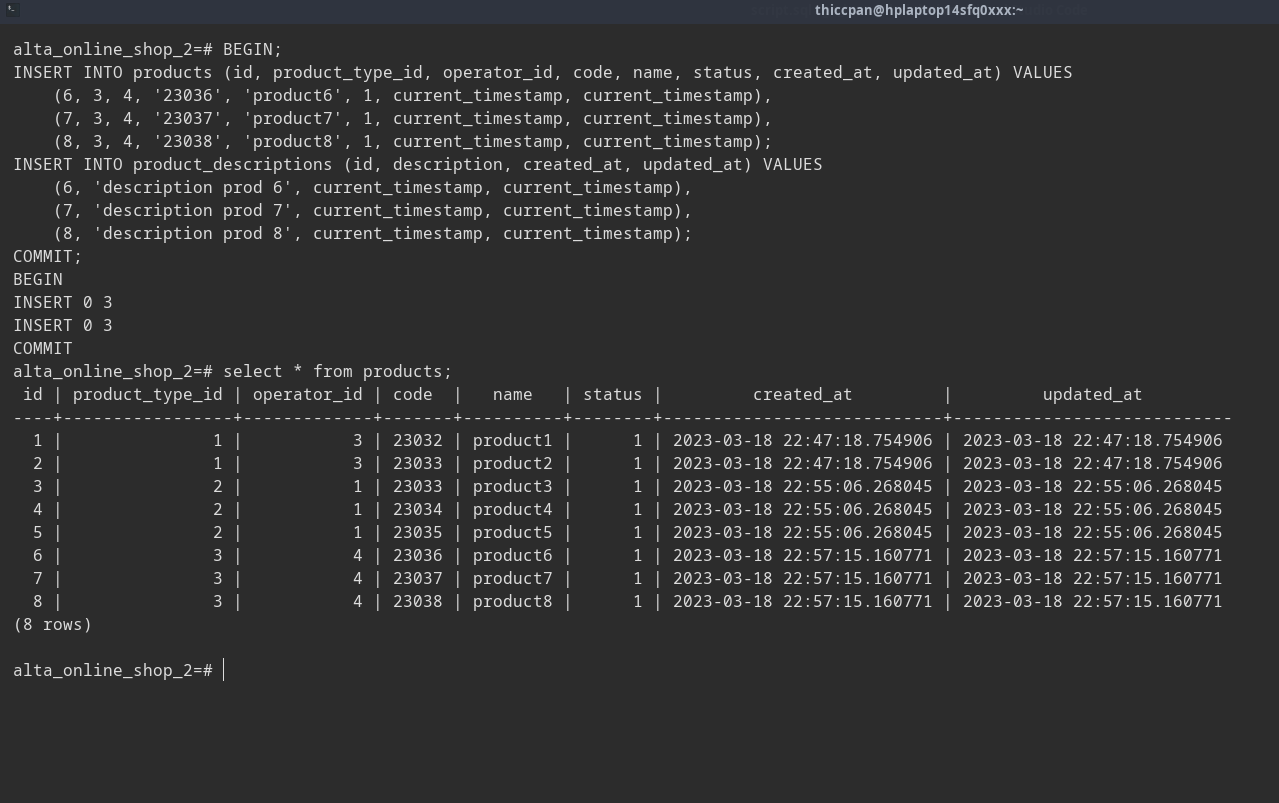 thiccpan@hplaptop14sfq0xxx:~
alta_online_shop_2=# BEGIN;
INSERT INTO products (id, product_type_id, operator_id, code, name, status, created_at, updated_at) VALUES
    (6, 3, 4, '23036', 'product6', 1, current_timestamp, current_timestamp),
    (7, 3, 4, '23037', 'product7', 1, current_timestamp, current_timestamp),
    (8, 3, 4, '23038', 'product8', 1, current_timestamp, current_timestamp);
INSERT INTO product_descriptions (id, description, created_at, updated_at) VALUES
    (6, 'description prod 6', current_timestamp, current_timestamp),
    (7, 'description prod 7', current_timestamp, current_timestamp),
    (8, 'description prod 8', current_timestamp, current_timestamp);
COMMIT;
BEGIN
INSERT 0 3
INSERT 0 3
COMMIT
alta_online_shop_2=# select * from products;
 id | product_type_id | operator_id | code  |   name   | status |         created_at         |         updated_at
----+-----------------+-------------+-------+----------+--------+----------------------------+----------------------------
  1 |               1 |           3 | 23032 | product1 |      1 | 2023-03-18 22:47:18.754906 | 2023-03-18 22:47:18.754906
  2 |               1 |           3 | 23033 | product2 |      1 | 2023-03-18 22:47:18.754906 | 2023-03-18 22:47:18.754906
  3 |               2 |           1 | 23033 | product3 |      1 | 2023-03-18 22:55:06.268045 | 2023-03-18 22:55:06.268045
  4 |               2 |           1 | 23034 | product4 |      1 | 2023-03-18 22:55:06.268045 | 2023-03-18 22:55:06.268045
  5 |               2 |           1 | 23035 | product5 |      1 | 2023-03-18 22:55:06.268045 | 2023-03-18 22:55:06.268045
  6 |               3 |           4 | 23036 | product6 |      1 | 2023-03-18 22:57:15.160771 | 2023-03-18 22:57:15.160771
  7 |               3 |           4 | 23037 | product7 |      1 | 2023-03-18 22:57:15.160771 | 2023-03-18 22:57:15.160771
  8 |               3 |           4 | 23038 | product8 |      1 | 2023-03-18 22:57:15.160771 | 2023-03-18 22:57:15.160771
(8 rows)
alta_online_shop_2=#